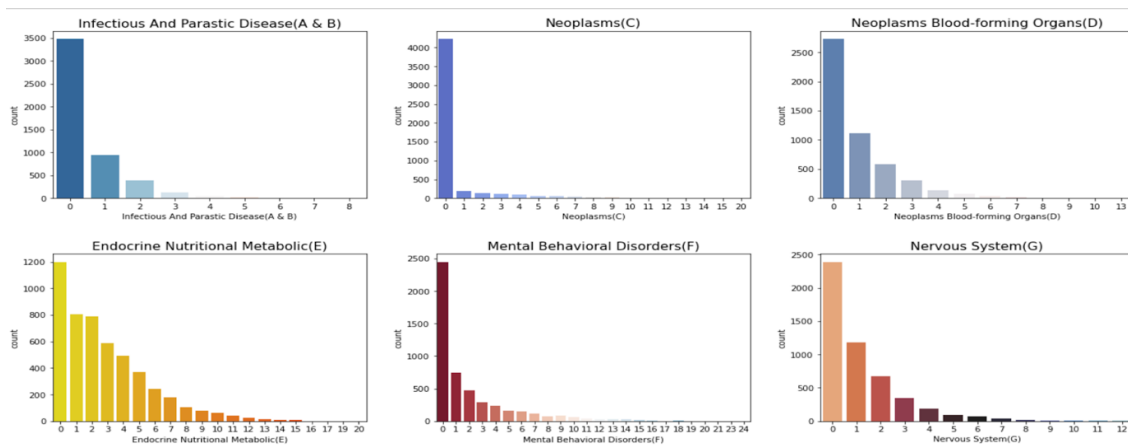 Infectious And Parastic Disease(A & B)
3500
3000
2500
2000
1500
1000
500
0
count
0 1 2 3 4 5 6 7 8
Infectious And Parastic Disease(A & B)
Neoplasms(C)
4000
3500
3000
2500
2000
1500
1000
500
0
count
0 1 2 3 4 5 6 7 8 9 10 11 12 13 14 15 20
Neoplasms(C)
Neoplasms Blood-forming Organs(D)
2500
2000
1500
1000
500
0
count
0 1 2 3 4 5 6 7 8 9 10 13
Neoplasms Blood-forming Organs(D)
Endocrine Nutritional Metabolic(E)
1200
1000
800
600
400
200
0
count
0 1 2 3 4 5 6 7 8 9 10 11 12 13 14 15 16 17 19 20
Endocrine Nutritional Metabolic(E)
Mental Behavioral Disorders(F)
2500
2000
1500
1000
500
0
count
0 1 2 3 4 5 6 7 8 9 10 11 12 13 14 15 16 17 18 19 20 21 23 24
Mental Behavioral Disorders(F)
Nervous System(G)
2500
2000
1500
1000
500
0
count
0 1 2 3 4 5 6 7 8 9 10 11 12
Nervous System(G)